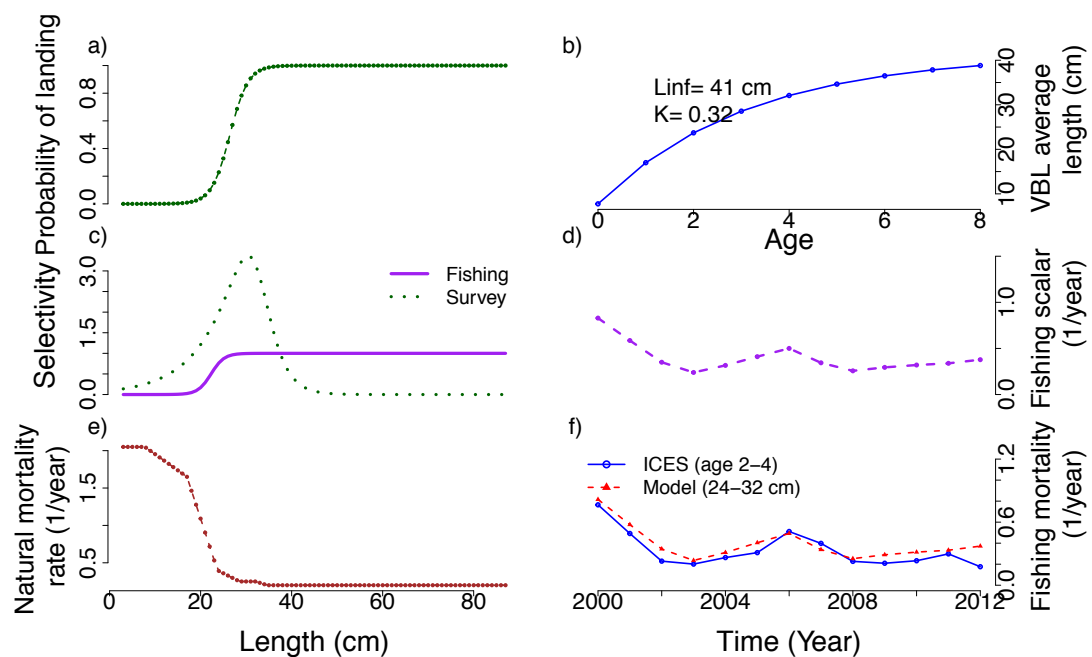 a)
Probability of landing
0.0 0.4 0.8
b)
Linf= 41 cm
K= 0.32
VBL average
length (cm)
10 20 30 40
0 2 4 6 8
Age
c)
Selectivity
0.0 1.5 3.0
Fishing
Survey
d)
Fishing scalar
(1/year)
0.0 1.0
e)
Natural mortality
rate (1/year)
0.5 1.5
0 20 40 60 80
Length (cm)
f)
ICES (age 2−4)
Model (24−32 cm)
Fishing mortality
(1/year)
0.0 0.6 1.2
2000 2004 2008 2012
Time (Year)